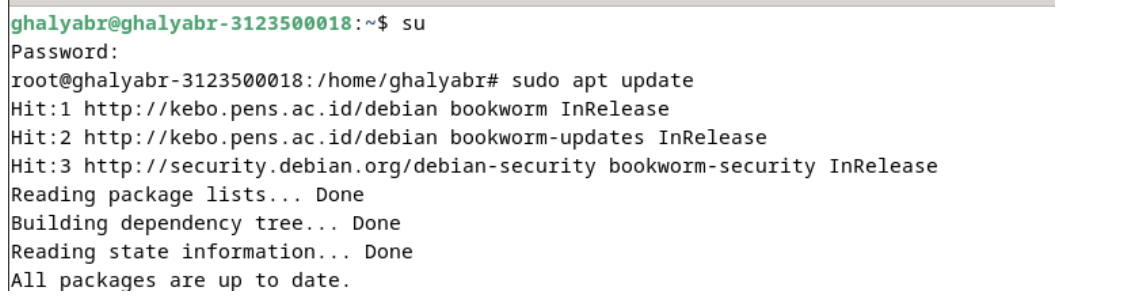 ghalyabr@ghalyabr-3123500018:~$ su
Password:
root@ghalyabr-3123500018:/home/ghalyabr# sudo apt update
Hit:1 http://kebo.pens.ac.id/debian bookworm InRelease
Hit:2 http://kebo.pens.ac.id/debian bookworm-updates InRelease
Hit:3 http://security.debian.org/debian-security bookworm-security InRelease
Reading package lists... Done
Building dependency tree... Done
Reading state information... Done
All packages are up to date.